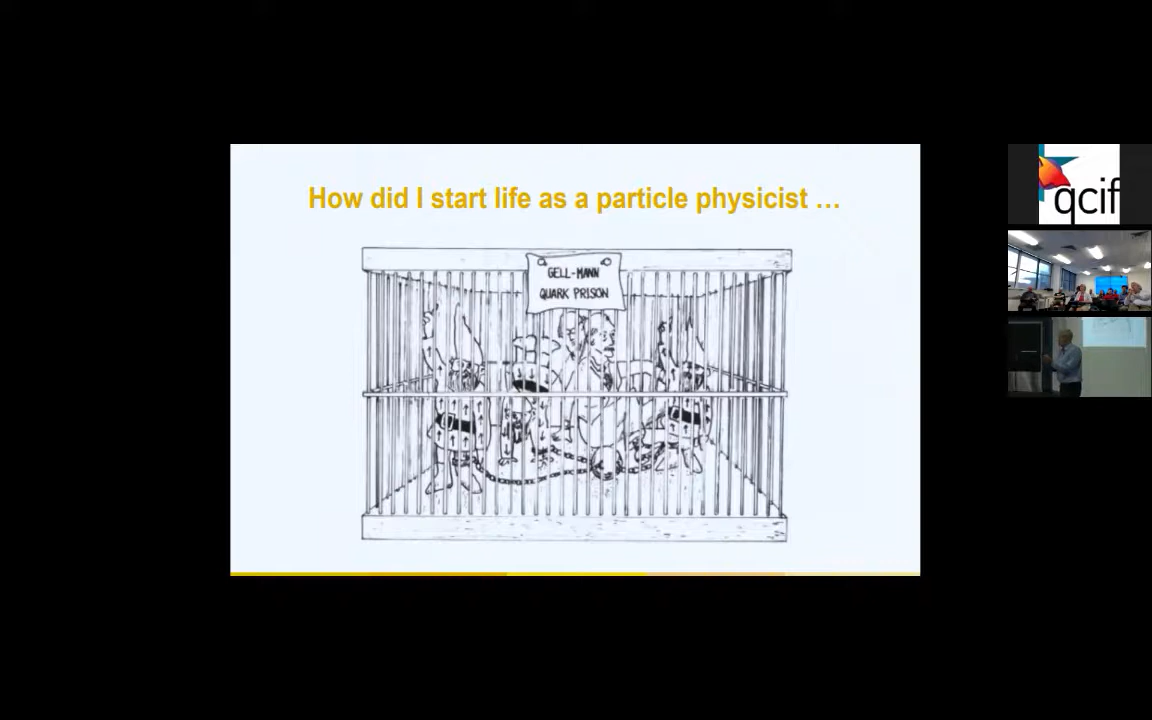 How did I start life as a particle physicist …
GELL-MANN
QUARK PRISON
qcif